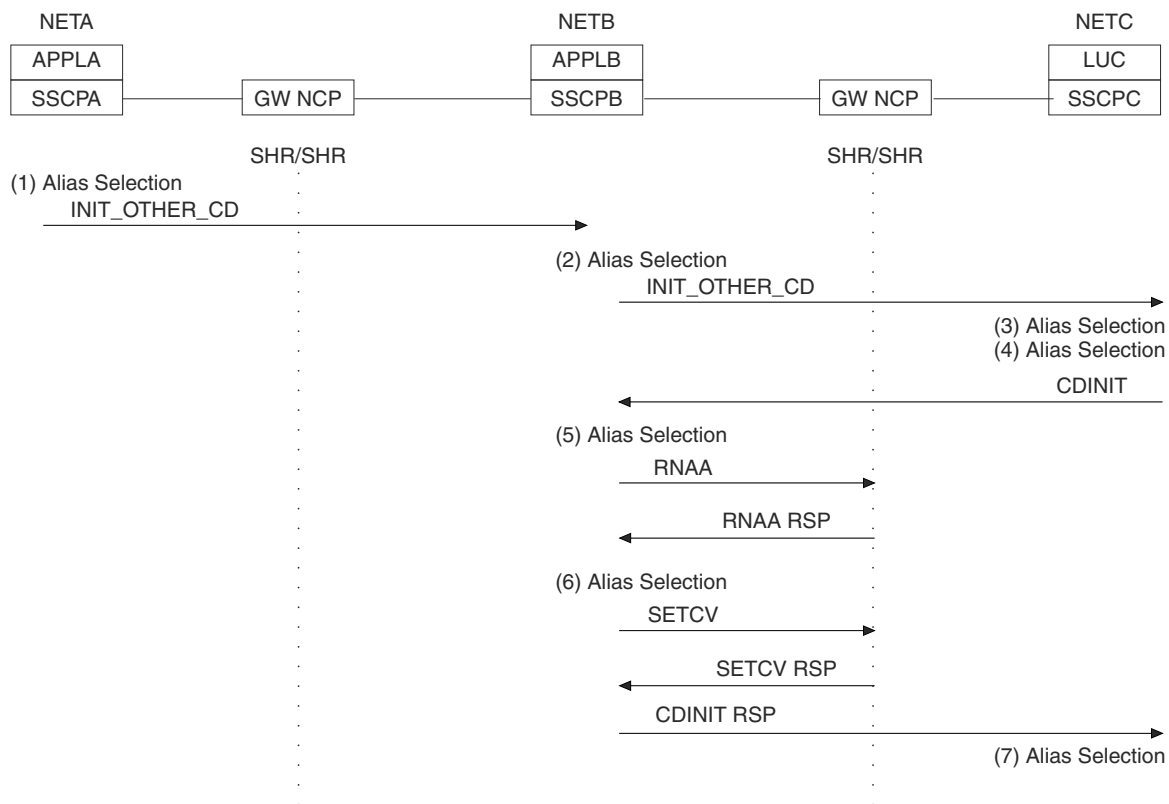 NETA NETB NETC
APPLA APPLB LUC
SSCPA GW NCP SSCPB GW NCP SSCPC
SHR/SHR SHR/SHR
(1) Alias Selection
INIT_OTHER_CD
(2) Alias Selection
INIT_OTHER_CD
(3) Alias Selection
(4) Alias Selection
CDINIT
(5) Alias Selection
RNAA
RNAA RSP
(6) Alias Selection
SETCV
SETCV RSP
CDINIT RSP
(7) Alias Selection